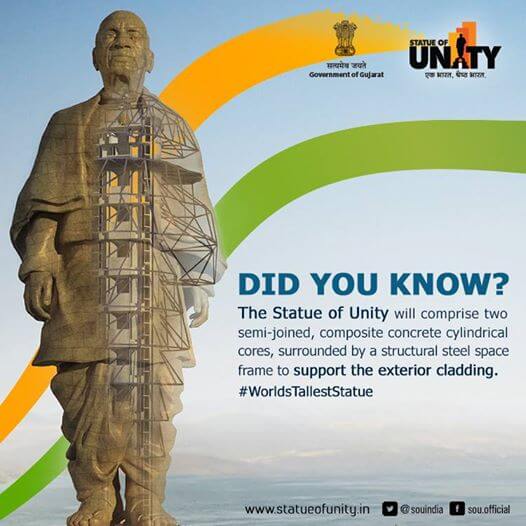 सत्यमेव जयते
Government of Gujarat
STATUE OF
UNITY
एक भारत, श्रेष्ठ भारत.
DID YOU KNOW?
The Statue of Unity will comprise two
semi-joined, composite concrete cylindrical
cores, surrounded by a structural steel space
frame to support the exterior cladding.
#WorldsTallestStatue
www.statueofunity.in @souindia sou.official